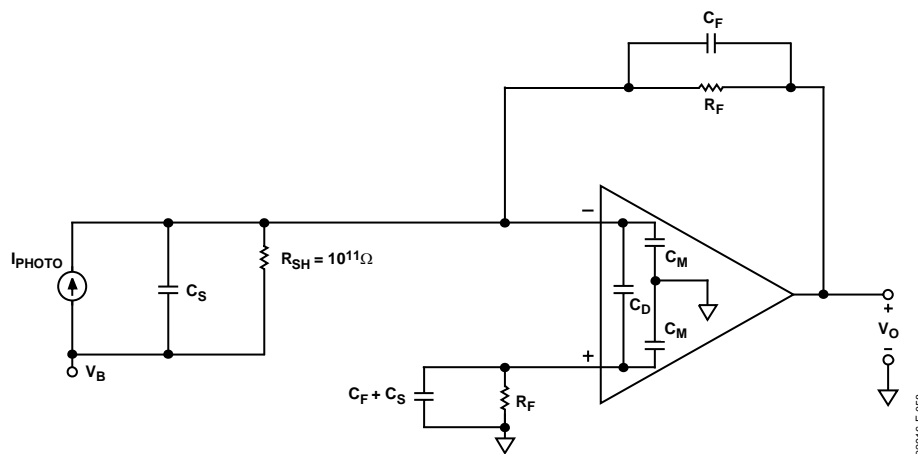 C_F
R_F
−
I_PHOTO
R_SH = 10^11Ω
C_S
C_M
C_D
C_M
+
V_B
C_F + C_S
R_F
+
V_O
−